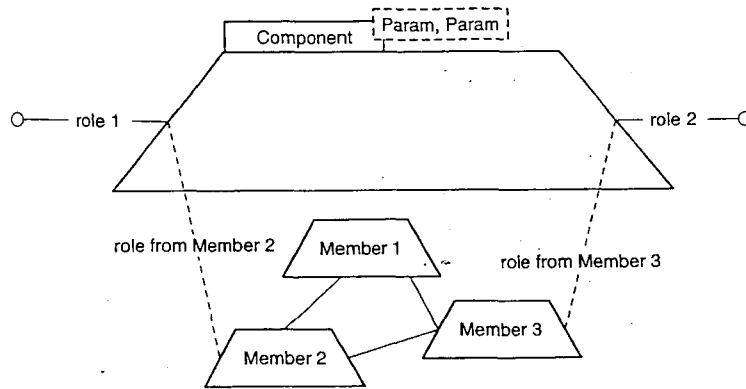 Param, Param
Component
role 1
role 2
role from Member 2
Member 1
role from Member 3
Member 3
Member 2